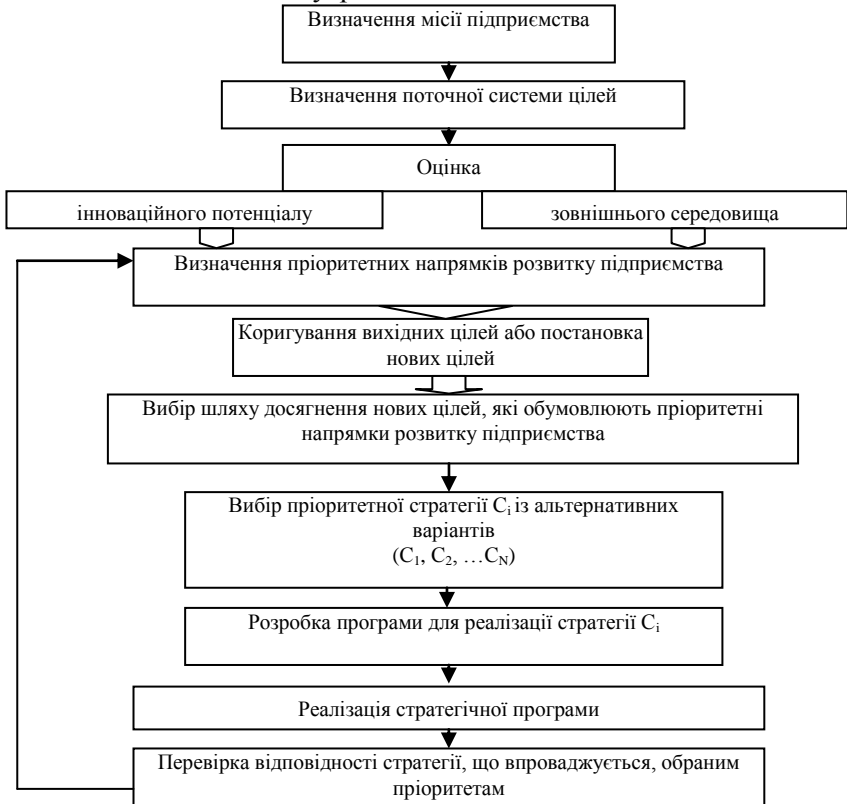 Визначення місії підприємства
Визначення поточної системи цілей
Оцінка
інноваційного потенціалу
зовнішнього середовища
Визначення пріоритетних напрямків розвитку підприємства
Коригування вихідних цілей або постановка
нових цілей
Вибір шляху досягнення нових цілей, які обумовлюють пріоритетні
напрямки розвитку підприємства
Вибір пріоритетної стратегії Cᵢ із альтернативних
варіантів
(C₁, C₂, …C_N)
Розробка програми для реалізації стратегії Cᵢ
Реалізація стратегічної програми
Перевірка відповідності стратегії, що впроваджується, обраним
пріоритетам